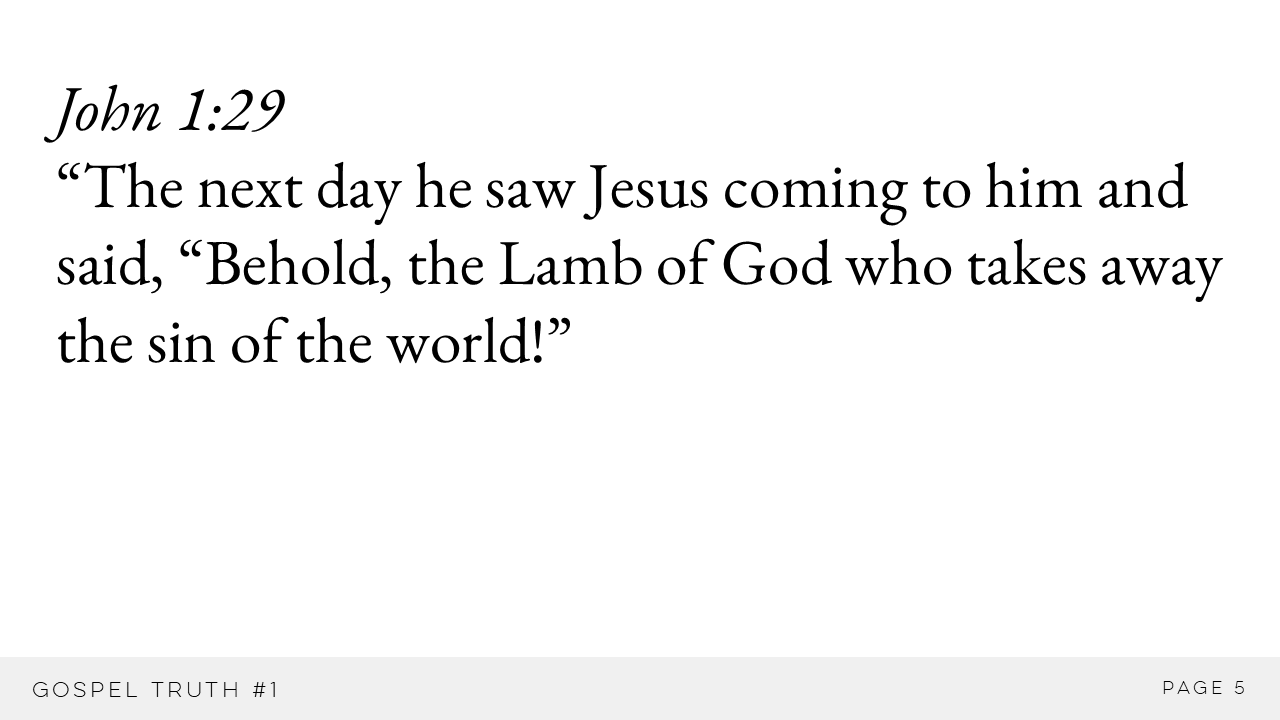 John 1:29
“The next day he saw Jesus coming to him and
said, “Behold, the Lamb of God who takes away
the sin of the world!”
GOSPEL TRUTH #1
PAGE 5